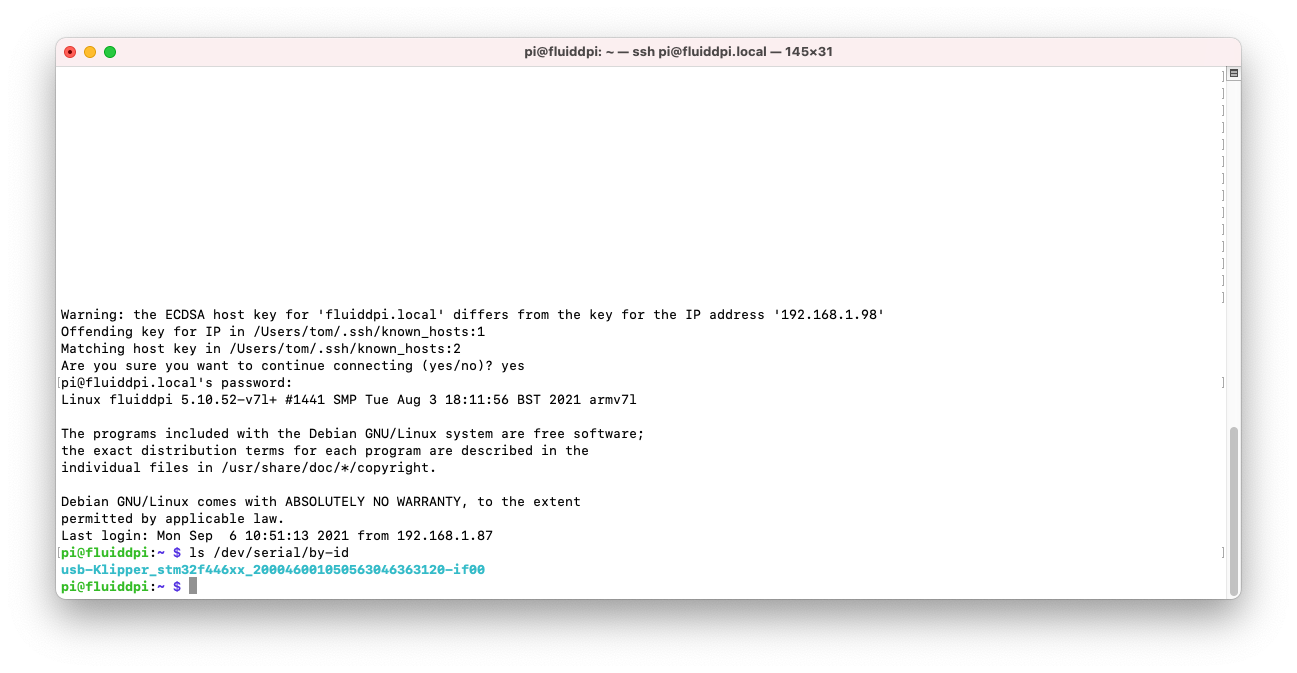 pi@fluiddpi: ~ — ssh pi@fluiddpi.local — 145×31
Warning: the ECDSA host key for 'fluiddpi.local' differs from the key for the IP address '192.168.1.98'
Offending key for IP in /Users/tom/.ssh/known_hosts:1
Matching host key in /Users/tom/.ssh/known_hosts:2
Are you sure you want to continue connecting (yes/no)? yes
pi@fluiddpi.local's password:
Linux fluiddpi 5.10.52-v7l+ #1441 SMP Tue Aug 3 18:11:56 BST 2021 armv7l

The programs included with the Debian GNU/Linux system are free software;
the exact distribution terms for each program are described in the
individual files in /usr/share/doc/*/copyright.

Debian GNU/Linux comes with ABSOLUTELY NO WARRANTY, to the extent
permitted by applicable law.
Last login: Mon Sep  6 10:51:13 2021 from 192.168.1.87
pi@fluiddpi:~ $ ls /dev/serial/by-id
usb-Klipper_stm32f446xx_200046001050563046363120-if00
pi@fluiddpi:~ $